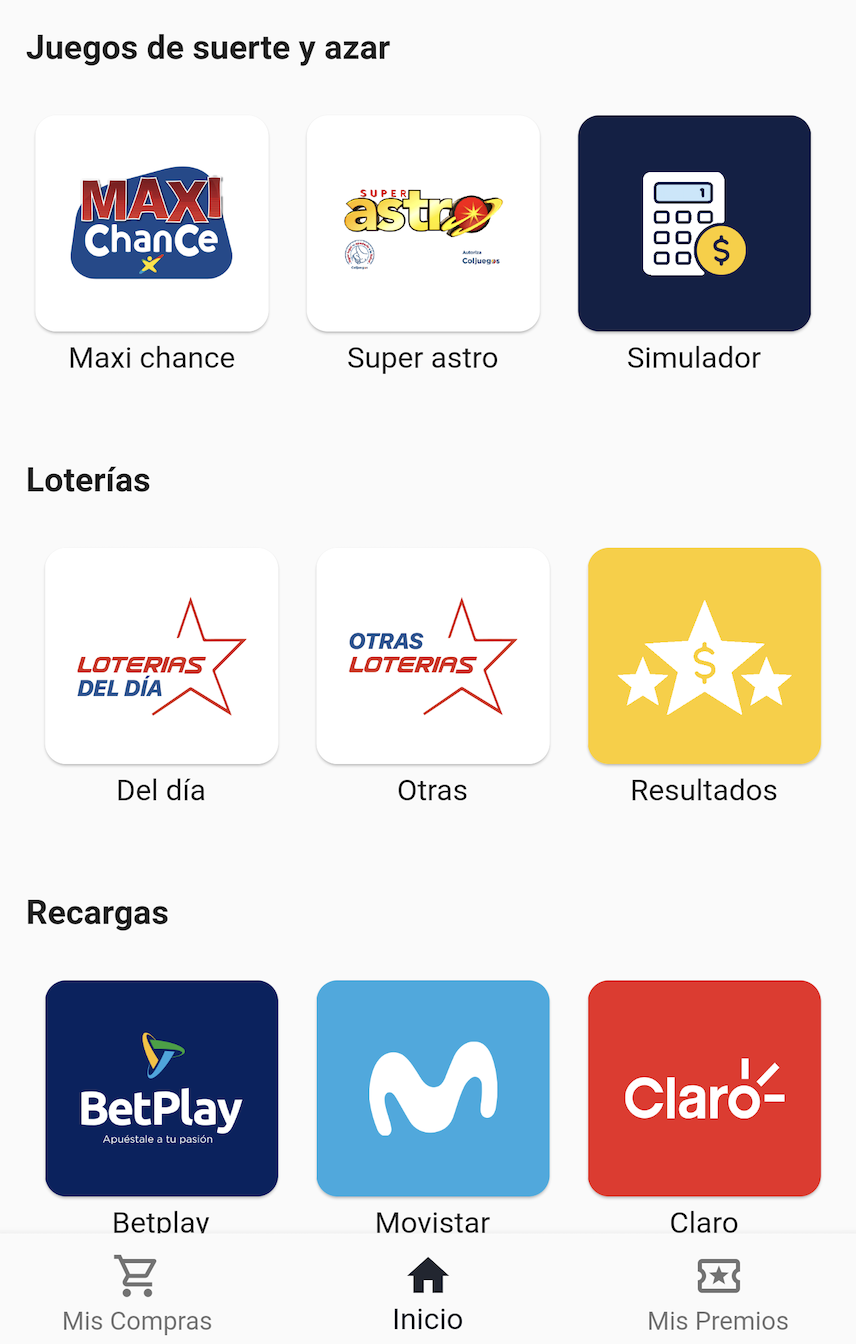 Juegos de suerte y azar
MAXI
ChanCe
SUPER
astro
Coljuegos
Autoriza
Coljuegos
1
$
Maxi chance
Super astro
Simulador
Loterías
LOTERIAS
DEL DÍA
OTRAS
LOTERIAS
$
Del día
Otras
Resultados
Recargas
BetPlay
Apuéstale a tu pasión
Claro
Betplay
Movistar
Claro
Mis Compras
Inicio
Mis Premios